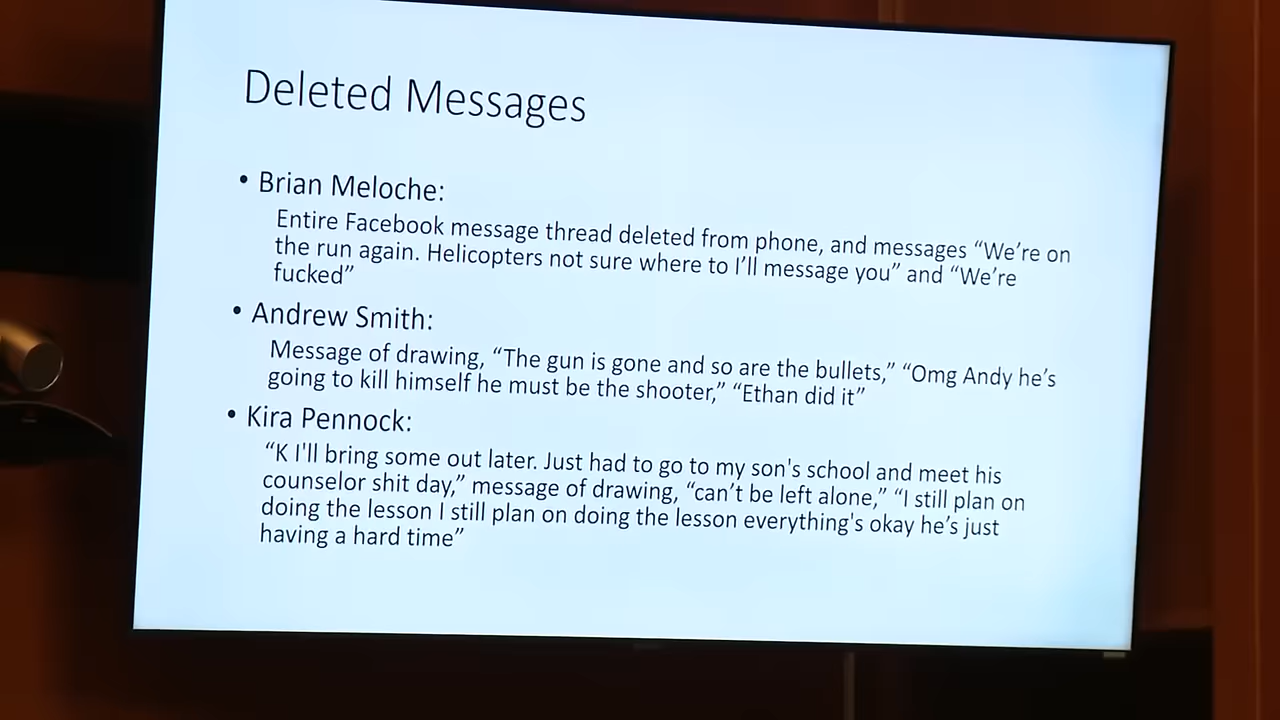 Deleted Messages
• Brian Meloche:
Entire Facebook message thread deleted from phone, and messages “We’re on
the run again. Helicopters not sure where to I’ll message you” and “We’re
fucked”
• Andrew Smith:
Message of drawing, “The gun is gone and so are the bullets,” “Omg Andy he’s
going to kill himself he must be the shooter,” “Ethan did it”
• Kira Pennock:
“K I'll bring some out later. Just had to go to my son's school and meet his
counselor shit day,” message of drawing, “can’t be left alone,” “I still plan on
doing the lesson I still plan on doing the lesson everything's okay he’s just
having a hard time”